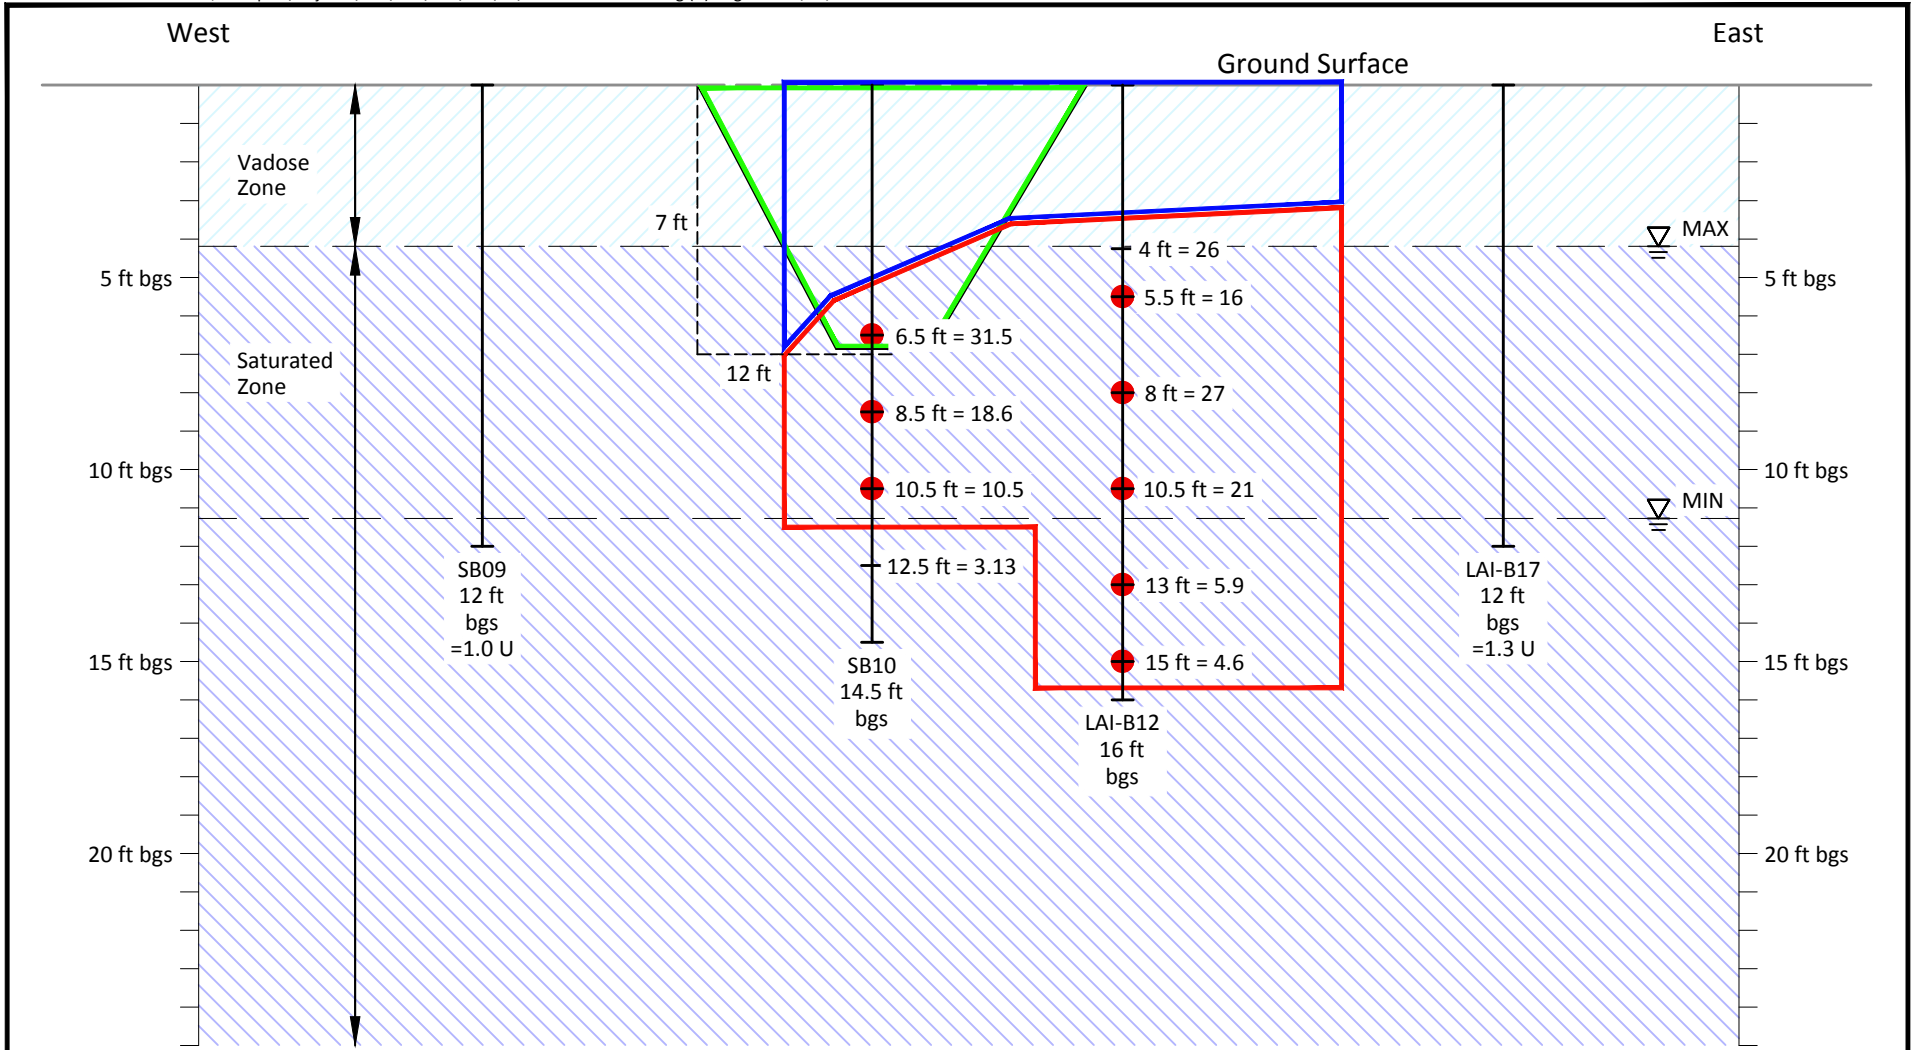 West
East
Ground Surface
Vadose
Zone
7 ft
MAX
4 ft = 26
5 ft bgs
5 ft bgs
5.5 ft = 16
6.5 ft = 31.5
Saturated
Zone
12 ft
8 ft = 27
8.5 ft = 18.6
10 ft bgs
10 ft bgs
10.5 ft = 10.5
10.5 ft = 21
MIN
12.5 ft = 3.13
13 ft = 5.9
SB09
12 ft
bgs
=1.0 U
LAI-B17
12 ft
bgs
=1.3 U
15 ft bgs
15 ft bgs
15 ft = 4.6
SB10
14.5 ft
bgs
LAI-B12
16 ft
bgs
20 ft bgs
20 ft bgs